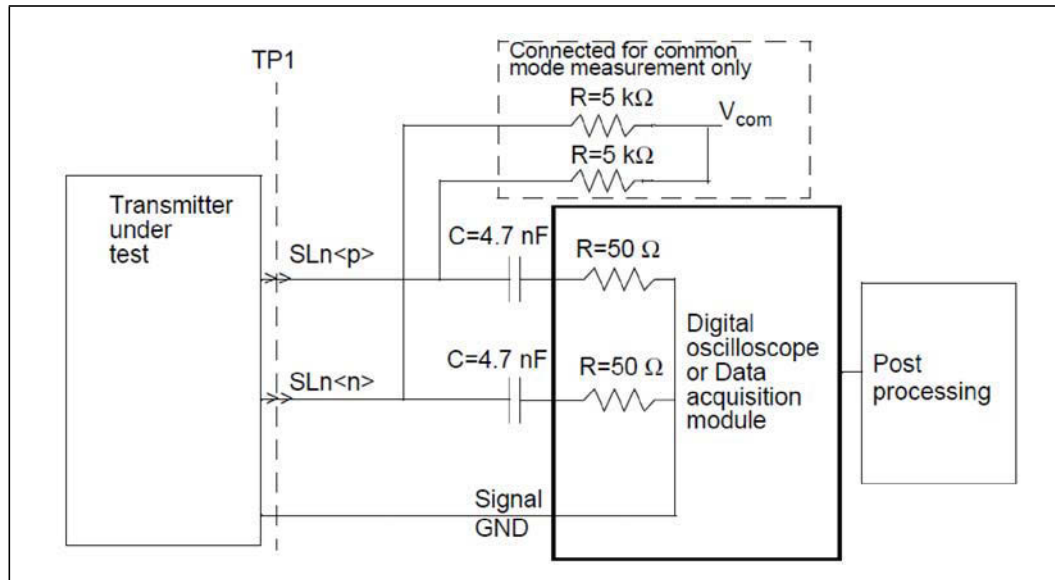 TP1
Connected for common
mode measurement only
R=5 kΩ
V_com
R=5 kΩ
Transmitter
under
test
SLn<p>
C=4.7 nF
R=50 Ω
SLn<n>
C=4.7 nF
R=50 Ω
Digital
oscilloscope
or Data
acquisition
module
Post
processing
Signal
GND